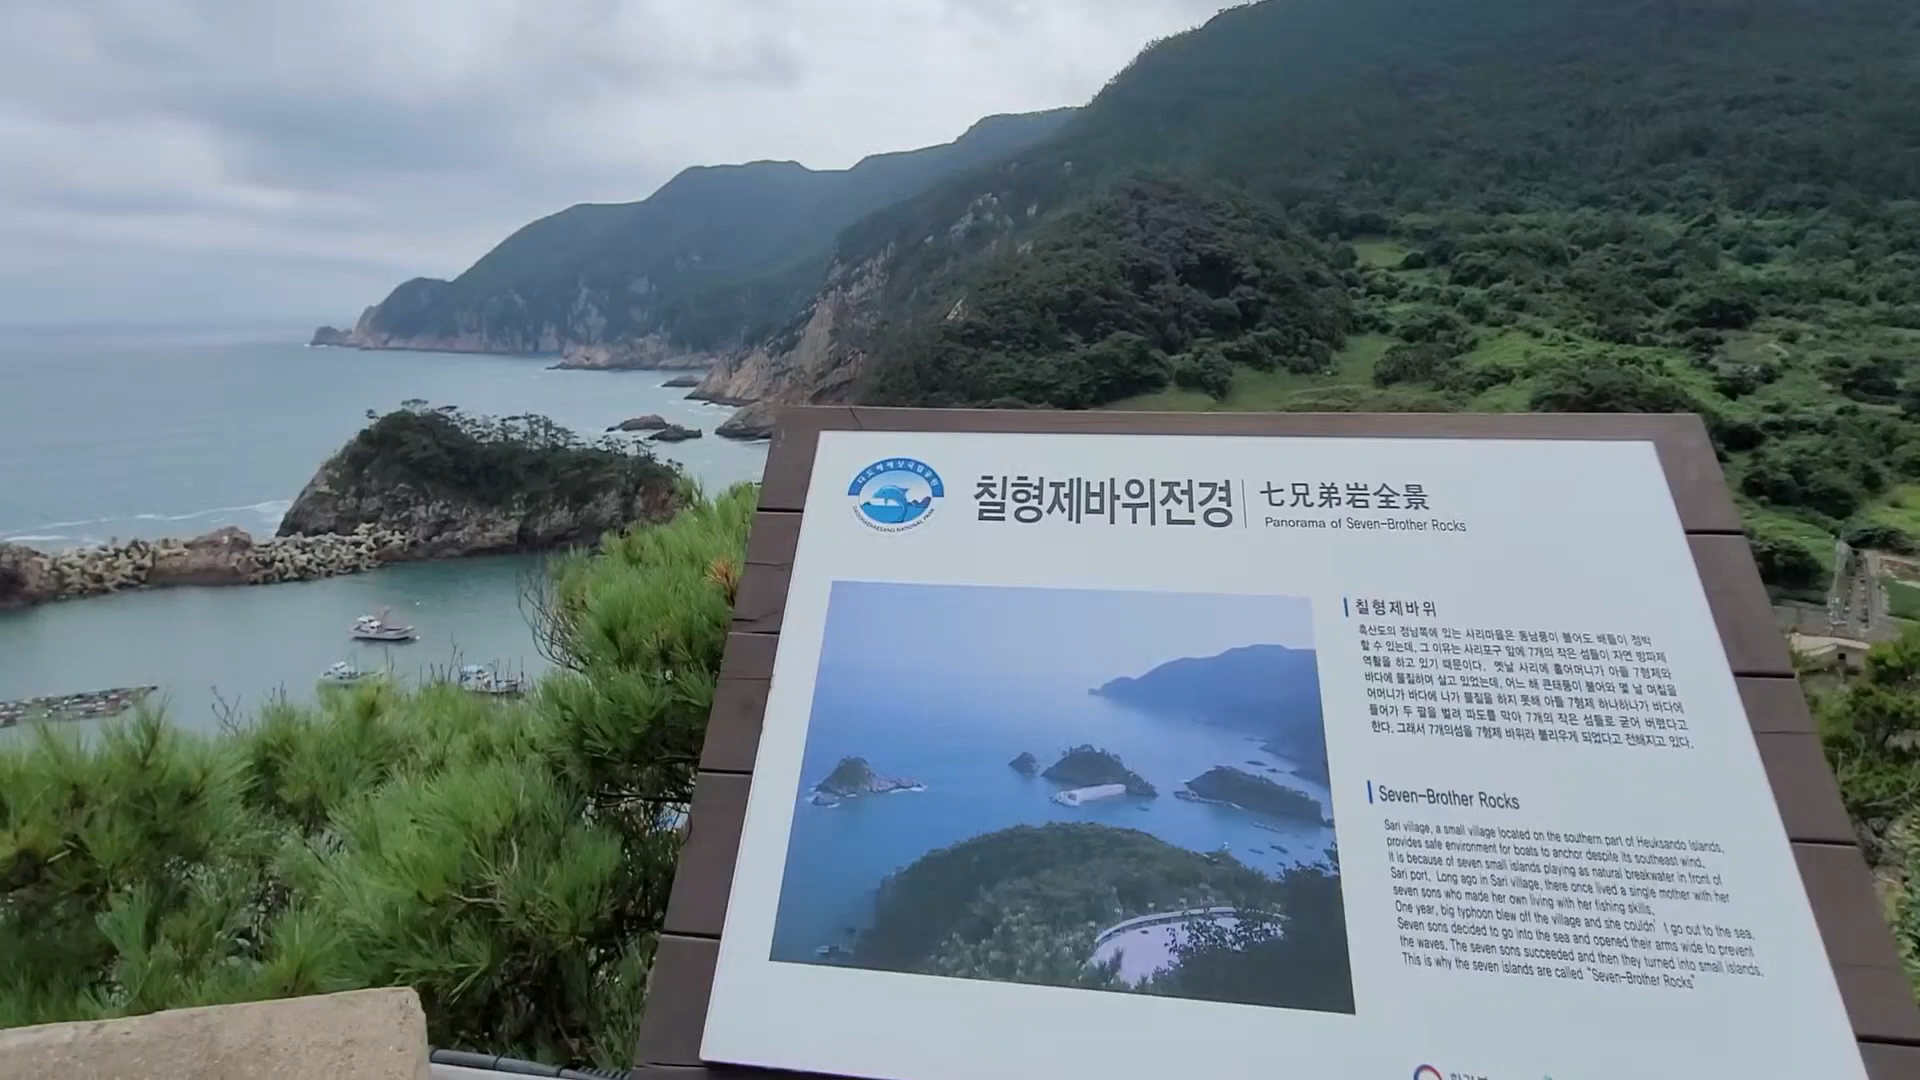 다도해해상국립공원
DADOHAEHAESANG NATIONAL PARK
칠형제바위전경
七兄弟岩全景
Panorama of Seven-Brother Rocks
칠형제바위
흑산도의 정남쪽에 있는 사리마을은 동남풍이 불어도 배들이 정박
할 수 있는데, 그 이유는 사리포구 앞에 7개의 작은 섬들이 자연 방파제
역활을 하고 있기 때문이다. 옛날 사리에 홀어머니가 아들 7형제와
바다에 물질하며 살고 있었는데, 어느 해 큰태풍이 불어와 몇 날 며칠을
어머니가 바다에 나가 물질을 하지 못해 아들 7형제 하나하나가 바다에
들어가 두 팔을 벌려 파도를 막아 7개의 작은 섬들로 굳어 버렸다고
한다. 그래서 7개의섬을 7형제 바위라 불리우게 되었다고 전해지고 있다.
Seven-Brother Rocks
Sari village, a small village located on the southern part of Heuksando Islands,
provides safe environment for boats to anchor despite its southeast wind.
It is because of seven small islands playing as natural breakwater in front of
Sari port. Long ago in Sari village, there once lived a single mother with her
seven sons who made her own living with her fishing skills.
One year, big typhoon blew off the village and she couldn' t go out to the sea.
Seven sons decided to go into the sea and opened their arms wide to prevent
the waves. The seven sons succeeded and then they turned into small islands.
This is why the seven islands are called "Seven-Brother Rocks"